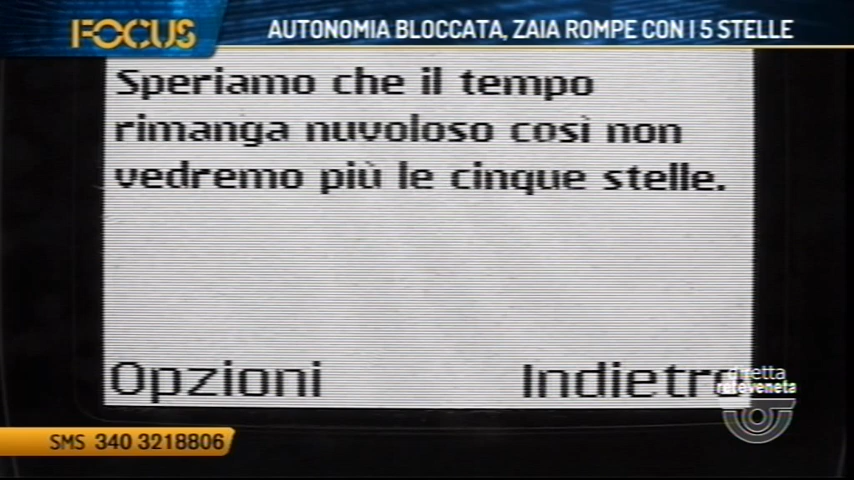 FOCUS
AUTONOMIA BLOCCATA, ZAIA ROMPE CON I 5 STELLE
Speriamo che il tempo
rimanga nuvoloso così non
vedremo più le cinque stelle.
Opzioni
Indietro
diretta
reteveneta
SMS 340 3218806